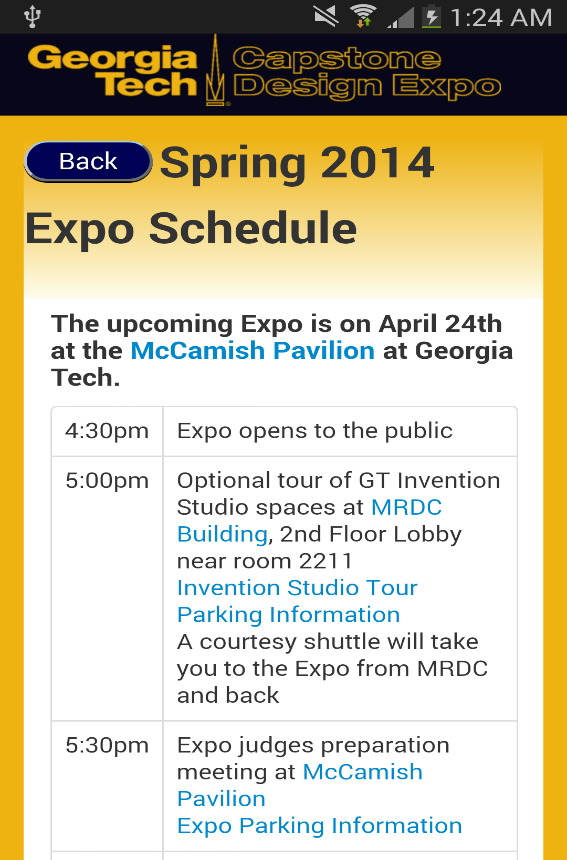 1:24 AM
Georgia Tech
Capstone Design Expo
Back
Spring 2014
Expo Schedule
The upcoming Expo is on April 24th
at the McCamish Pavilion at Georgia
Tech.
4:30pm
Expo opens to the public
5:00pm
Optional tour of GT Invention
Studio spaces at MRDC
Building, 2nd Floor Lobby
near room 2211
Invention Studio Tour
Parking Information
A courtesy shuttle will take
you to the Expo from MRDC
and back
5:30pm
Expo judges preparation
meeting at McCamish
Pavilion
Expo Parking Information